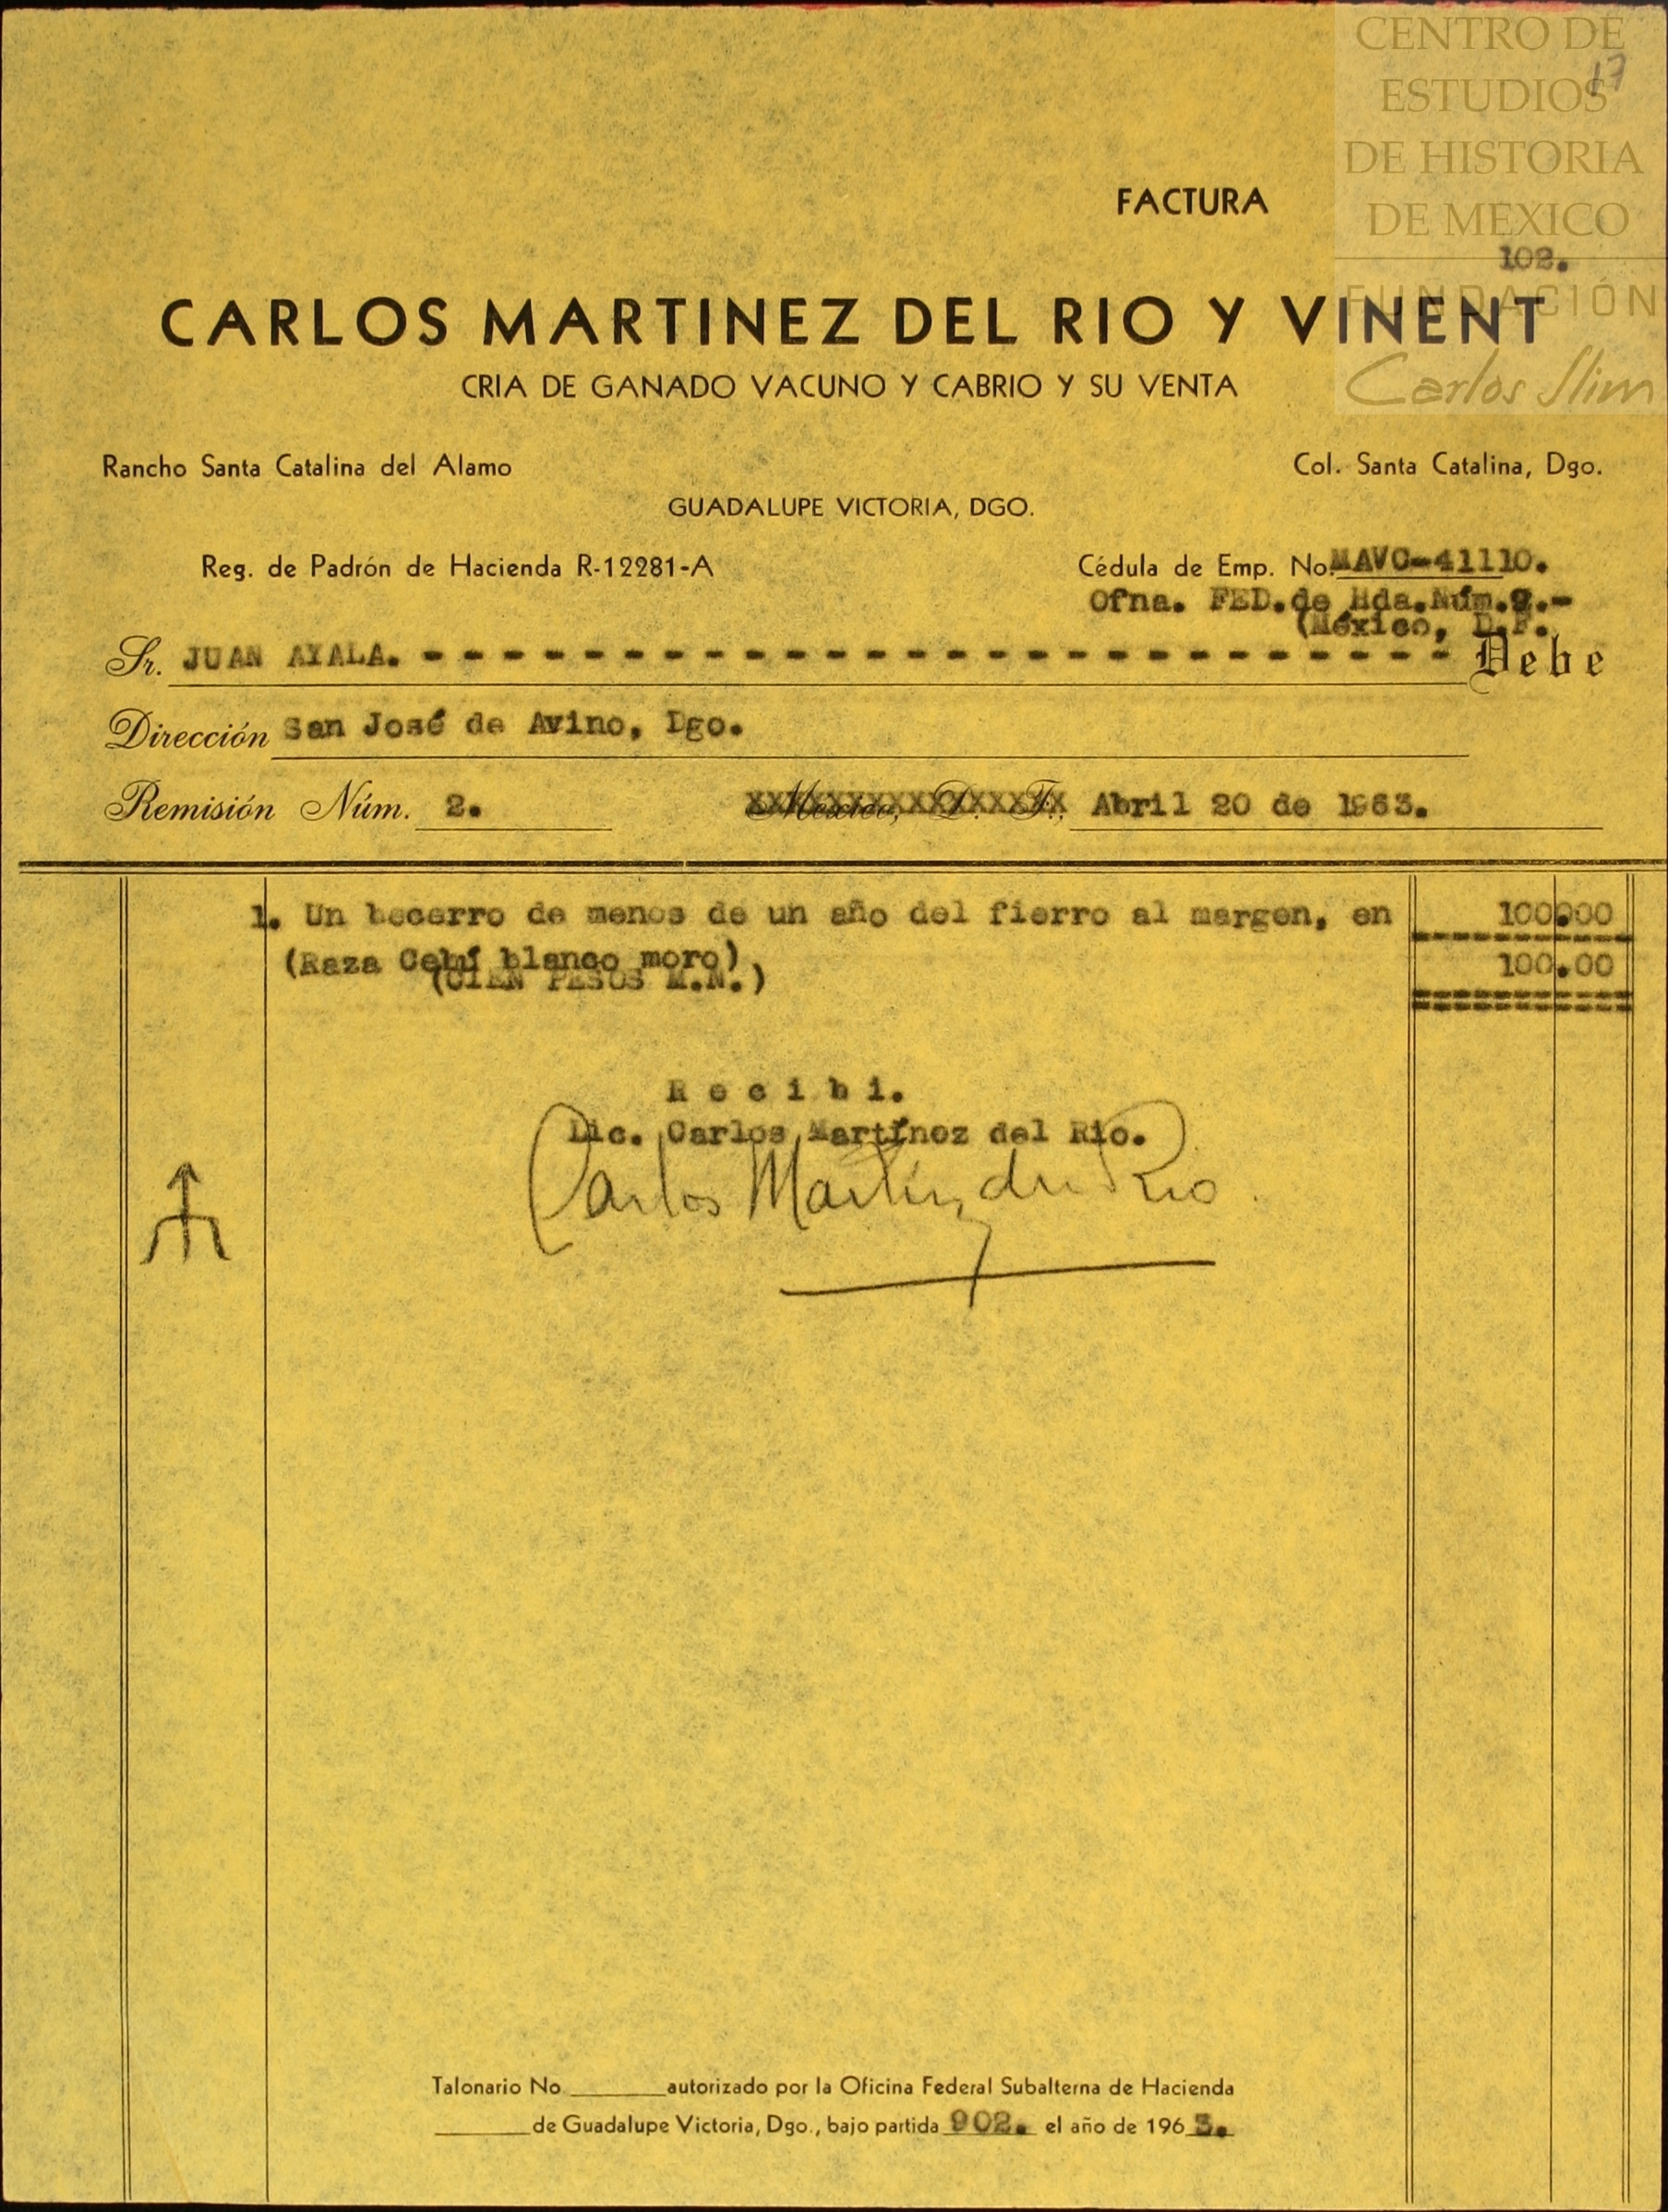 CENTRO DE
ESTUDIOS
DE HISTORIA
DE MEXICO
FUNDACIÓN
Carlos Slim
17
FACTURA
102.
CARLOS MARTINEZ DEL RIO Y VINENT
CRIA DE GANADO VACUNO Y CABRIO Y SU VENTA
Rancho Santa Catalina del Alamo Col. Santa Catalina, Dgo.
GUADALUPE VICTORIA, DGO.
Reg. de Padrón de Hacienda R-12281-A Cédula de Emp. No. MAVC-41110.
Ofna. FED.de Hda.Núm.9.-
(México, D.F.
Sr. JUAN AYALA. - - - - - - - - - - - - - - - - - - - - - - - - - - Debe
Dirección San José de Avino, Dgo.
Remisión Núm. 2. México, D. F., Abril 20 de 1963.
1. Un becerro de menos de un año del fierro al margen, en 100.00
(Raza Cebú blanco moro) 100.00
(CIEN PESOS M.N.)
R e c i b i.
Lic. Carlos Martínez del Rio.
Carlos Martínez del Rio
Talonario No ______ autorizado por la Oficina Federal Subalterna de Hacienda
______ de Guadalupe Victoria, Dgo., bajo partida 902. el año de 1963.